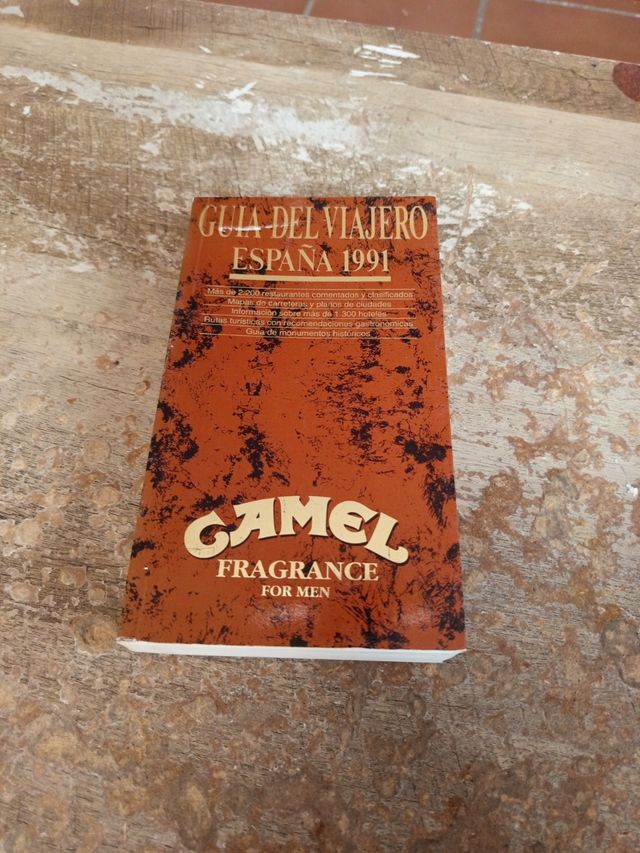 GUIA DEL VIAJERO
ESPAÑA 1991
Más de 2.200 restaurantes comentados y clasificados
Mapas de carreteras y planos de ciudades
Información sobre más de 1.300 hoteles
Rutas turísticas con recomendaciones gastronómicas
Guía de monumentos históricos
CAMEL
FRAGRANCE
FOR MEN